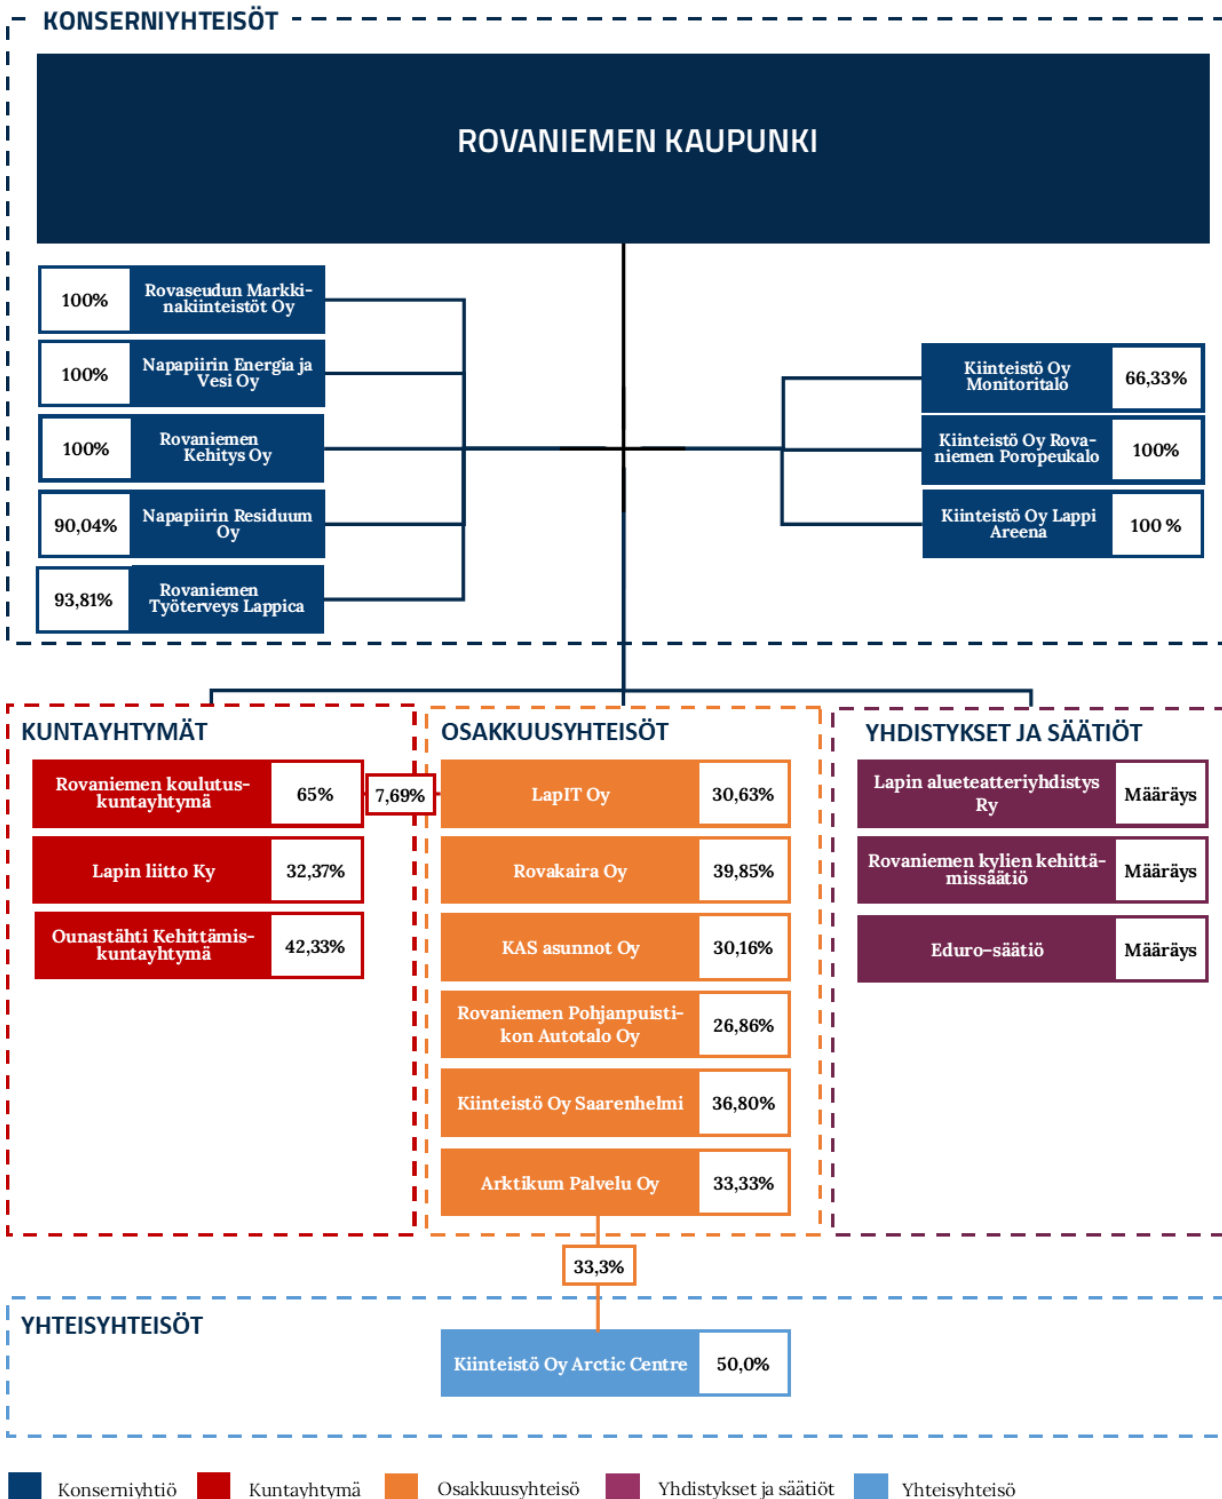 KONSERNIYHTEISÖT
ROVANIEMEN KAUPUNKI
100%
Rovaseudun Markki-
nakiinteistöt Oy
100%
Napapiirin Energia ja
Vesi Oy
100%
Rovaniemen
Kehitys Oy
90,04%
Napapiirin Residuum
Oy
93,81%
Rovaniemen
Työterveys Lappica
Kiinteistö Oy
Monitoritalo
66,33%
Kiinteistö Oy Rova-
niemen Poropeukalo
100%
Kiinteistö Oy Lappi
Areena
100 %
KUNTAYHTYMÄT
Rovaniemen koulutus-
kuntayhtymä
65%
7,69%
Lapin liitto Ky
32,37%
Ounastähti Kehittämis-
kuntayhtymä
42,33%
OSAKKUUSYHTEISÖT
LapIT Oy
30,63%
Rovakaira Oy
39,85%
KAS asunnot Oy
30,16%
Rovaniemen Pohjanpuisti-
kon Autotalo Oy
26,86%
Kiinteistö Oy Saarenhelmi
36,80%
Arktikum Palvelu Oy
33,33%
33,3%
YHDISTYKSET JA SÄÄTIÖT
Lapin alueteatteriyhdistys
Ry
Määräys
Rovaniemen kylien kehittä-
missäätiö
Määräys
Eduro-säätiö
Määräys
YHTEISYHTEISÖT
Kiinteistö Oy Arctic Centre
50,0%
Konserniyhtiö
Kuntayhtymä
Osakkuusyhteisö
Yhdistykset ja säätiöt
Yhteisyhteisö